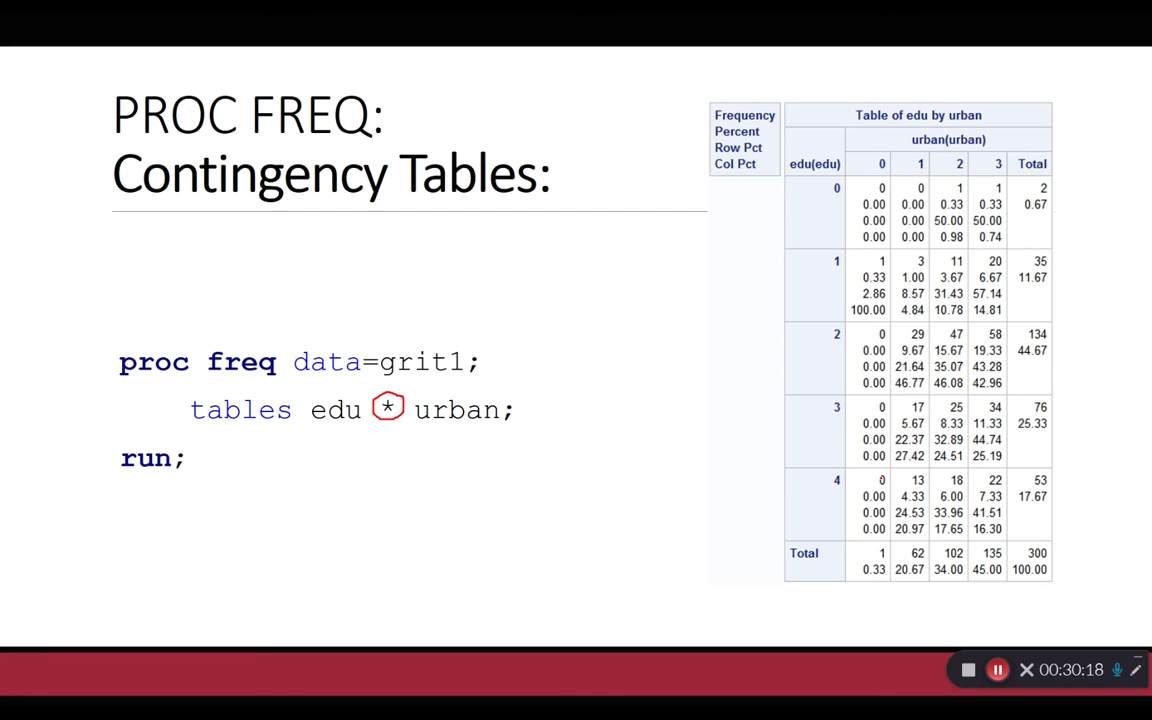 PROC FREQ:
Contingency Tables:
proc freq data=grit1;
tables edu * urban;
run;
Frequency
Percent
Row Pct
Col Pct
Table of edu by urban
urban(urban)
edu(edu) 0 1 2 3 Total
0 0 0 1 1 2
0.00 0.00 0.33 0.33 0.67
0.00 0.00 50.00 50.00
0.00 0.00 0.98 0.74
1 1 3 11 20 35
0.33 1.00 3.67 6.67 11.67
2.86 8.57 31.43 57.14
100.00 4.84 10.78 14.81
2 0 29 47 58 134
0.00 9.67 15.67 19.33 44.67
0.00 21.64 35.07 43.28
0.00 46.77 46.08 42.96
3 0 17 25 34 76
0.00 5.67 8.33 11.33 25.33
0.00 22.37 32.89 44.74
0.00 27.42 24.51 25.19
4 0 13 18 22 53
0.00 4.33 6.00 7.33 17.67
0.00 24.53 33.96 41.51
0.00 20.97 17.65 16.30
Total 1 62 102 135 300
0.33 20.67 34.00 45.00 100.00
00:30:18